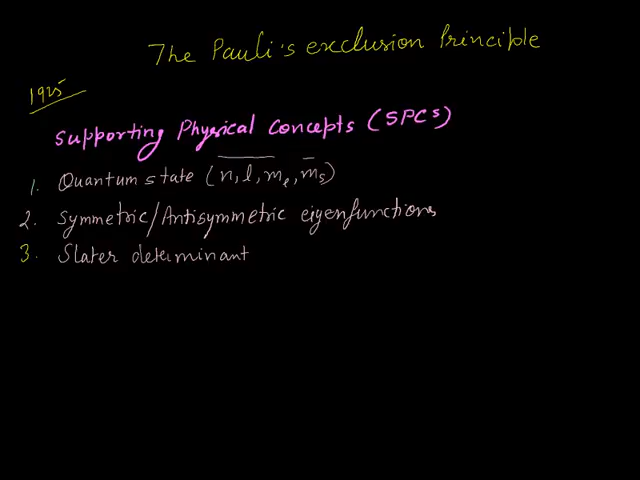 The Pauli's exclusion Principle
1925
Supporting Physical Concepts (SPCs)
1. Quantum state (n, l, mₑ, mₛ)
2. Symmetric/Antisymmetric eigenfunctions
3. Slater determinant